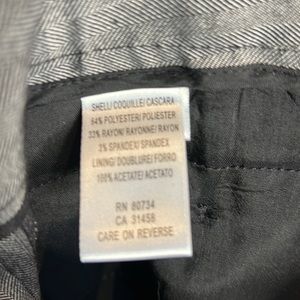 SHELL/ COQUILLE/ CASCARA
64% POLYESTER/ POLIESTER
33% RAYON/ RAYONNE/ RAYON
3% SPANDEX/ SPANDEX
LINING/ DOUBLURE/ FORRO
100% ACETATE/ ACETATO
RN 80734
CA 31458
CARE ON REVERSE